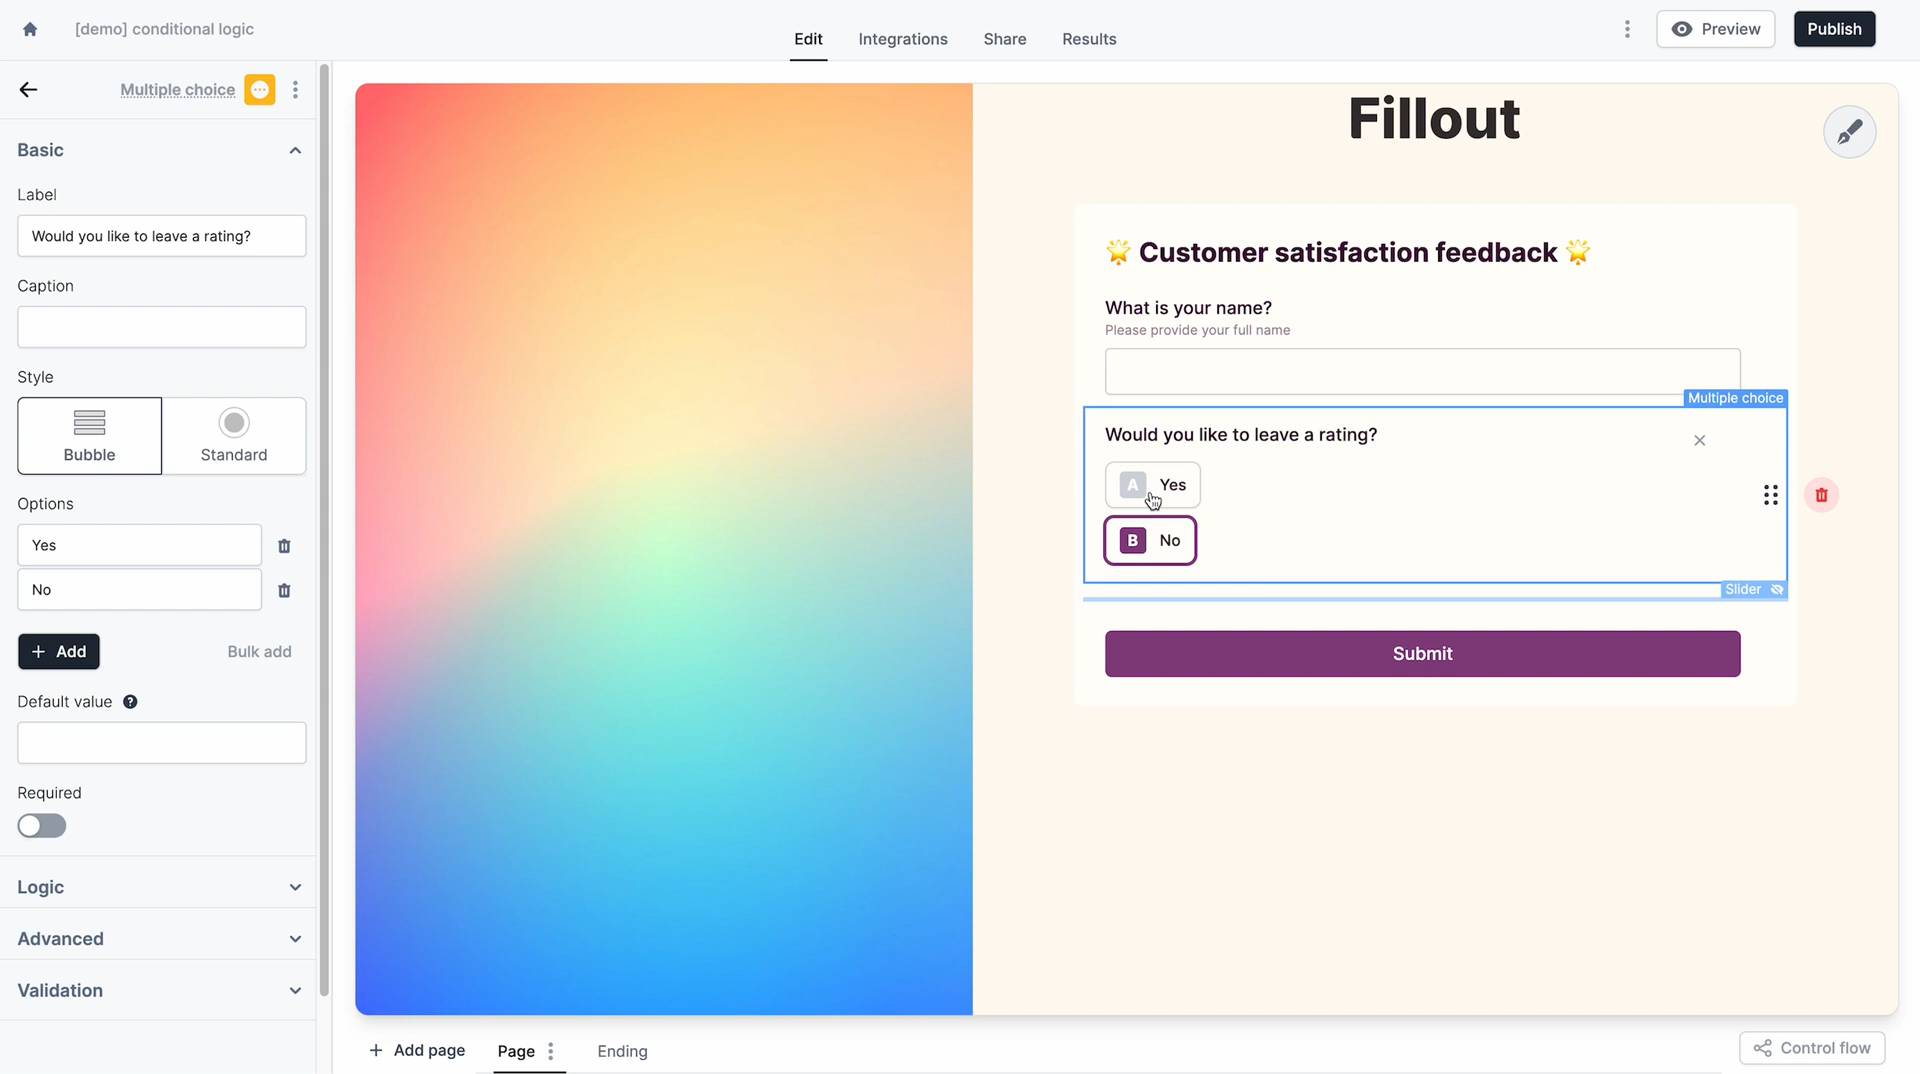 [demo] conditional logic
Edit
Integrations
Share
Results
Preview
Publish
Multiple choice
Basic
Label
Would you like to leave a rating?
Caption
Style
Bubble
Standard
Options
Yes
No
+ Add
Bulk add
Default value ?
Required
Logic
Advanced
Validation
Fillout
🌟 Customer satisfaction feedback 🌟
What is your name?
Please provide your full name
Multiple choice
Would you like to leave a rating?
A Yes
B No
Slider
Submit
+ Add page
Page
Ending
Control flow